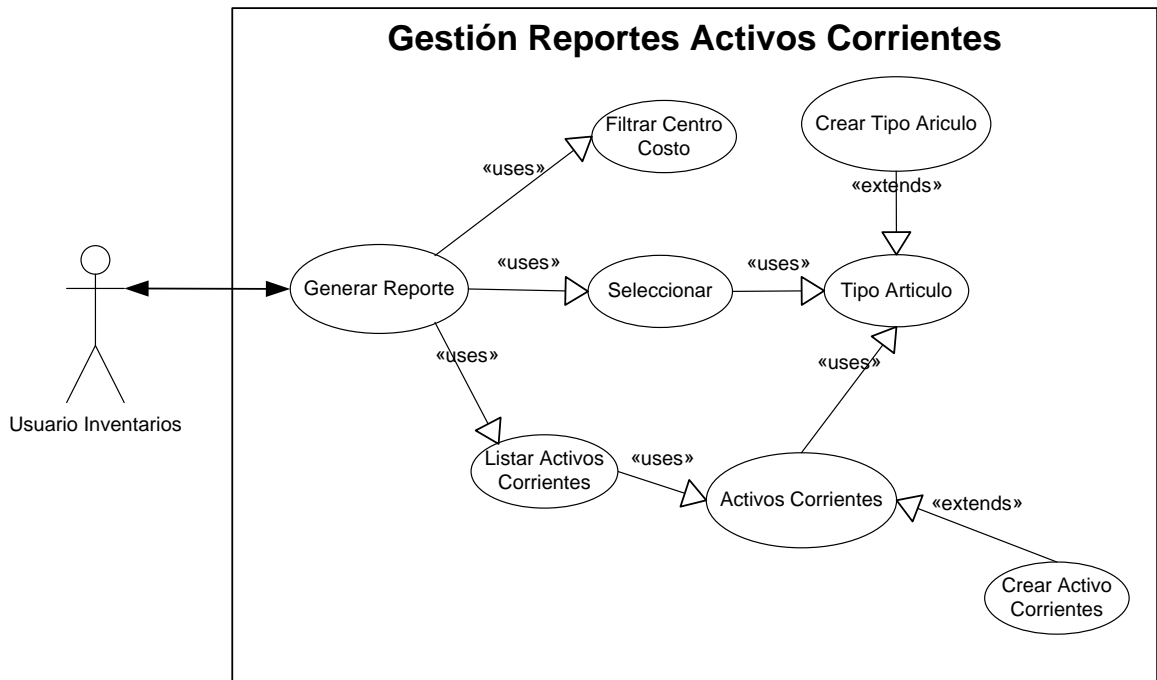 Gestión Reportes Activos Corrientes
Filtrar Centro
Costo
Crear Tipo Ariculo
«uses»
«extends»
Generar Reporte
«uses»
Seleccionar
«uses»
Tipo Articulo
«uses»
«uses»
Usuario Inventarios
Listar Activos
Corrientes
«uses»
Activos Corrientes
«extends»
Crear Activo
Corrientes